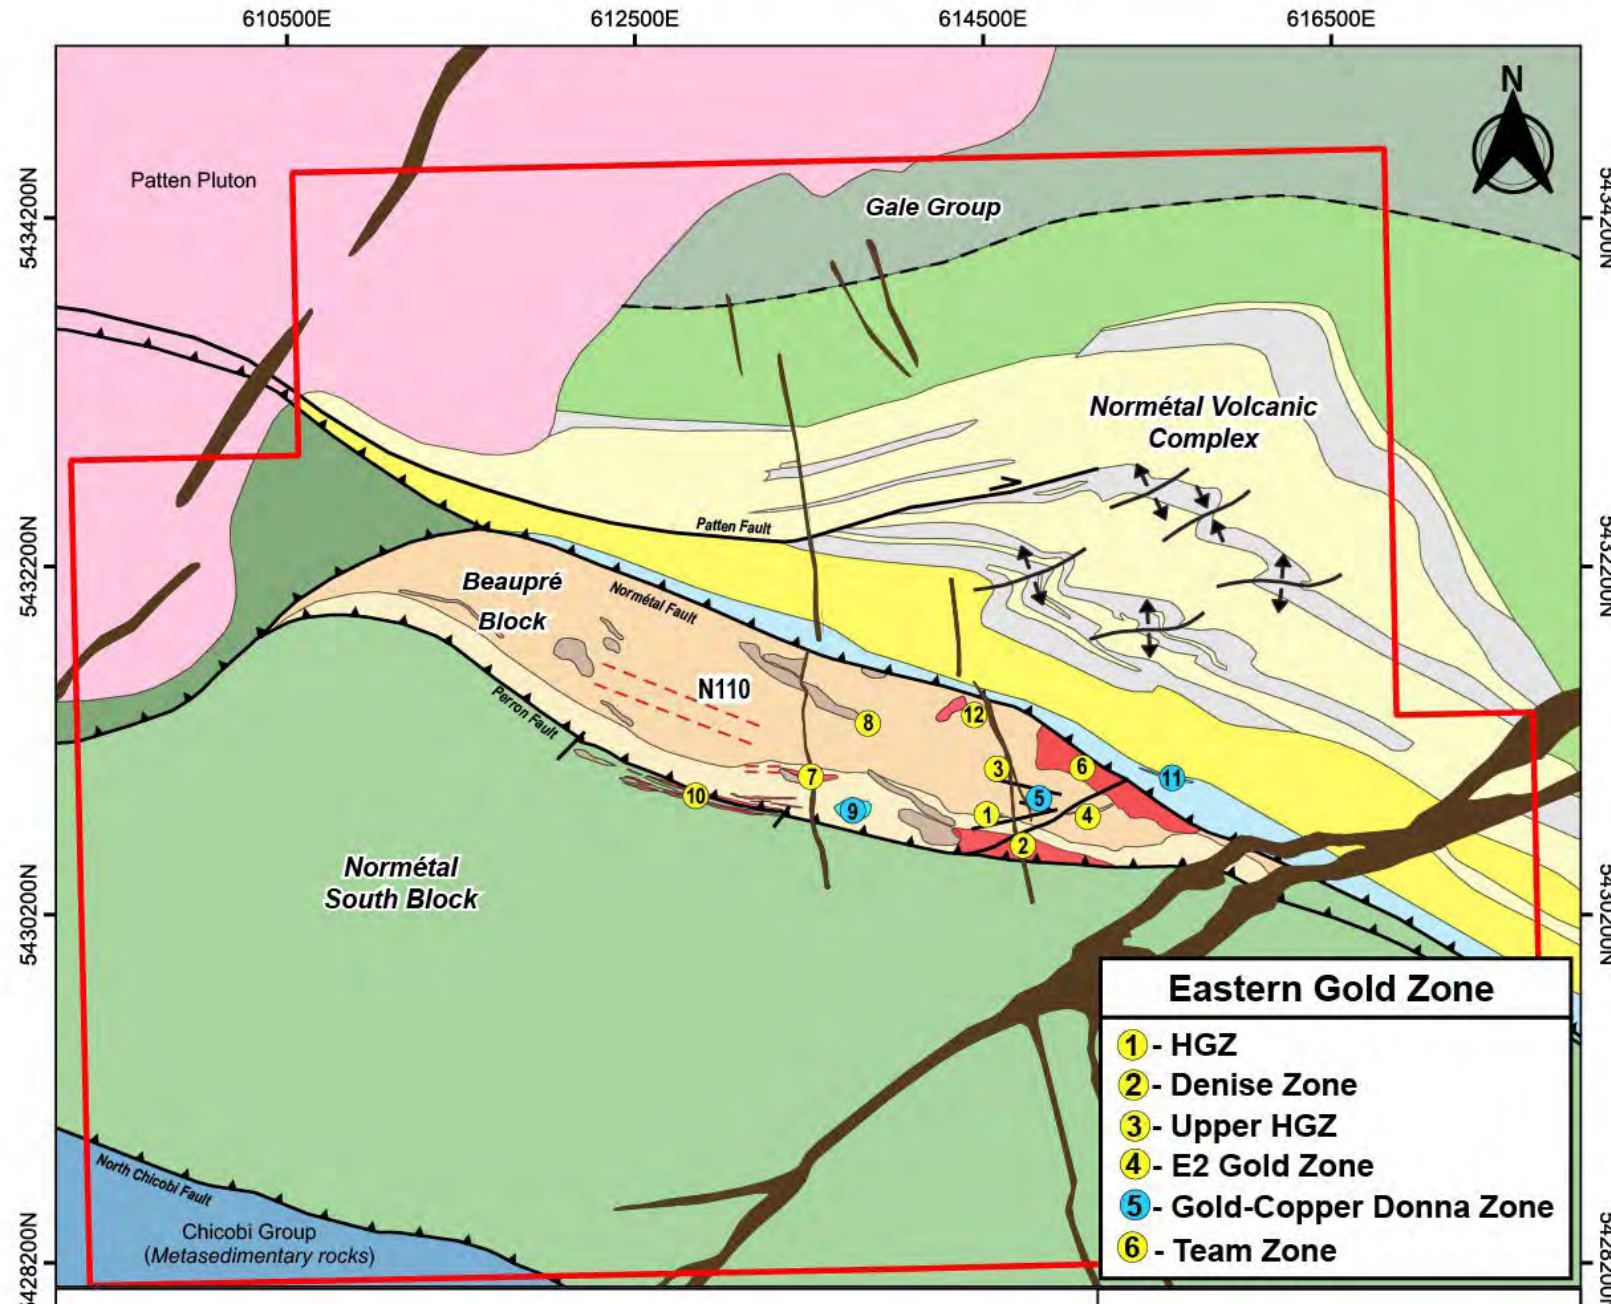 610500E
612500E
614500E
616500E
N
Patten Pluton
5434200N
5434200N
Gale Group
Normétal Volcanic
Complex
Patten Fault
5432200N
5432200N
Beaupré
Block
Normétal Fault
N110
Perron Fault
8
12
3
6
11
7
10
9
5
1
4
2
Normétal
South Block
5430200N
5430200N
Eastern Gold Zone
1 - HGZ
2 - Denise Zone
3 - Upper HGZ
4 - E2 Gold Zone
5 - Gold-Copper Donna Zone
6 - Team Zone
North Chicobi Fault
Chicobi Group
(Metasedimentary rocks)
5428200N
5428200N